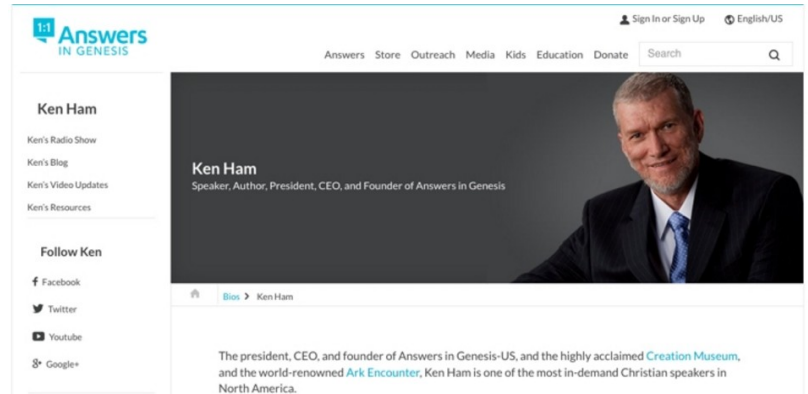 Sign In or Sign Up English/US
1:1 Answers
IN GENESIS
Answers Store Outreach Media Kids Education Donate Search
Ken Ham
Ken's Radio Show
Ken's Blog
Ken's Video Updates
Ken's Resources
Follow Ken
Facebook
Twitter
Youtube
Google+
Ken Ham
Speaker, Author, President, CEO, and Founder of Answers in Genesis
Bios > Ken Ham
The president, CEO, and founder of Answers in Genesis-US, and the highly acclaimed Creation Museum,
and the world-renowned Ark Encounter, Ken Ham is one of the most in-demand Christian speakers in
North America.